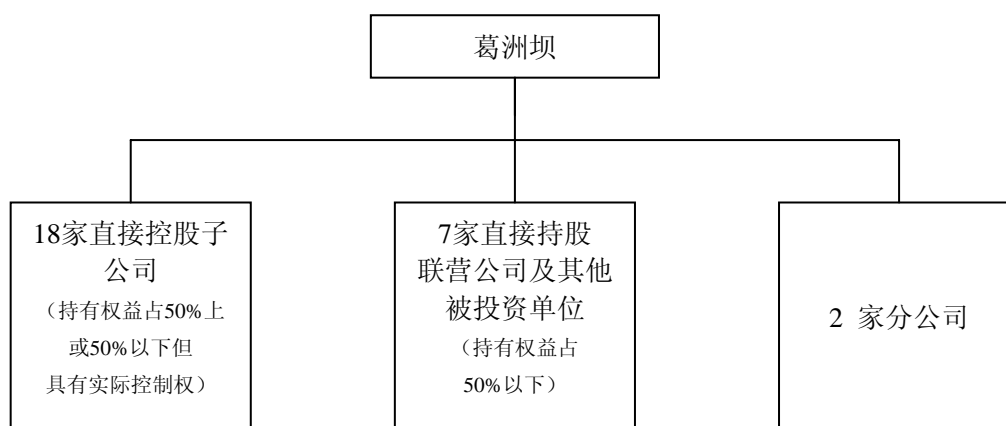 葛洲坝
18家直接控股子
公司
（持有权益占50%上
或50%以下但
具有实际控制权）
7家直接持股
联营公司及其他
被投资单位
（持有权益占
50%以下）
2 家分公司